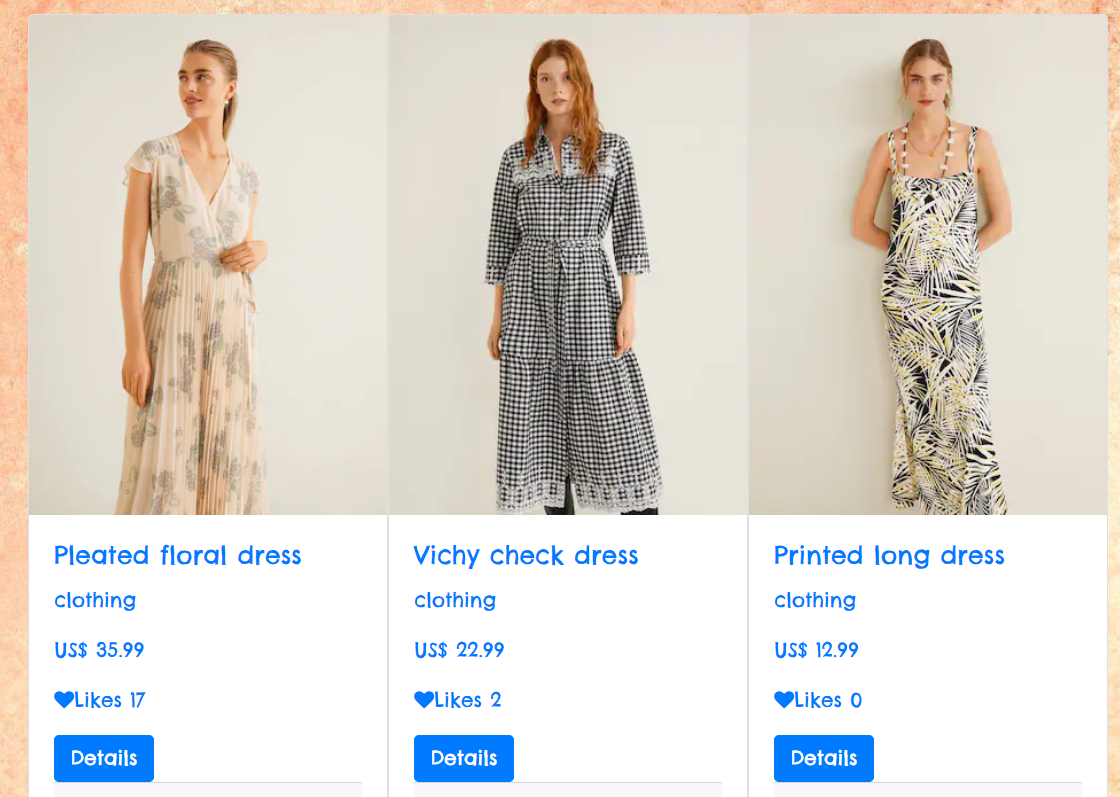 Pleated floral dress
clothing
US$ 35.99
Likes 17
Details
Vichy check dress
clothing
US$ 22.99
Likes 2
Details
Printed long dress
clothing
US$ 12.99
Likes 0
Details